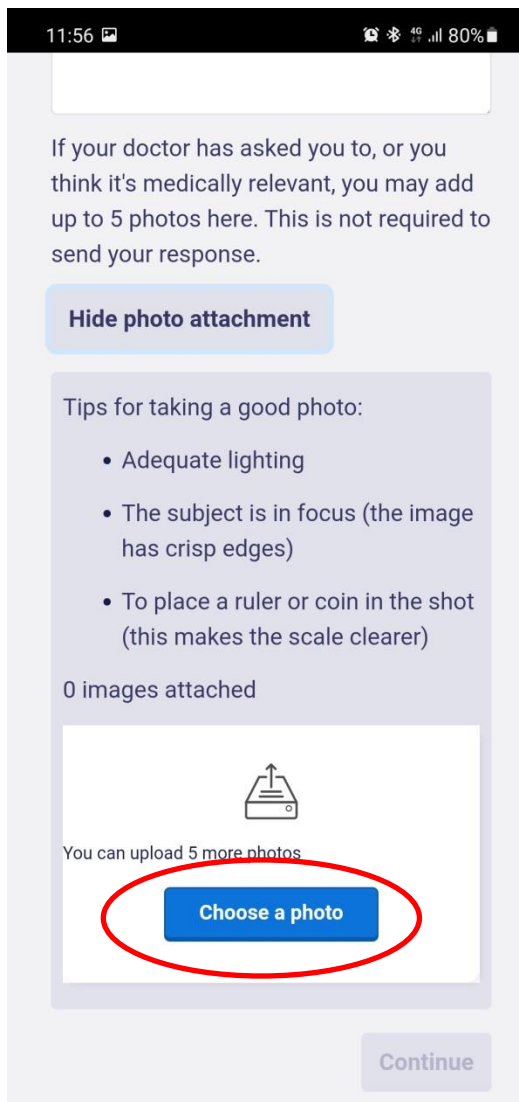 11:56 4G 80%
If your doctor has asked you to, or you
think it's medically relevant, you may add
up to 5 photos here. This is not required to
send your response.
Hide photo attachment
Tips for taking a good photo:
• Adequate lighting
• The subject is in focus (the image
has crisp edges)
• To place a ruler or coin in the shot
(this makes the scale clearer)
0 images attached
You can upload 5 more photos
Choose a photo
Continue